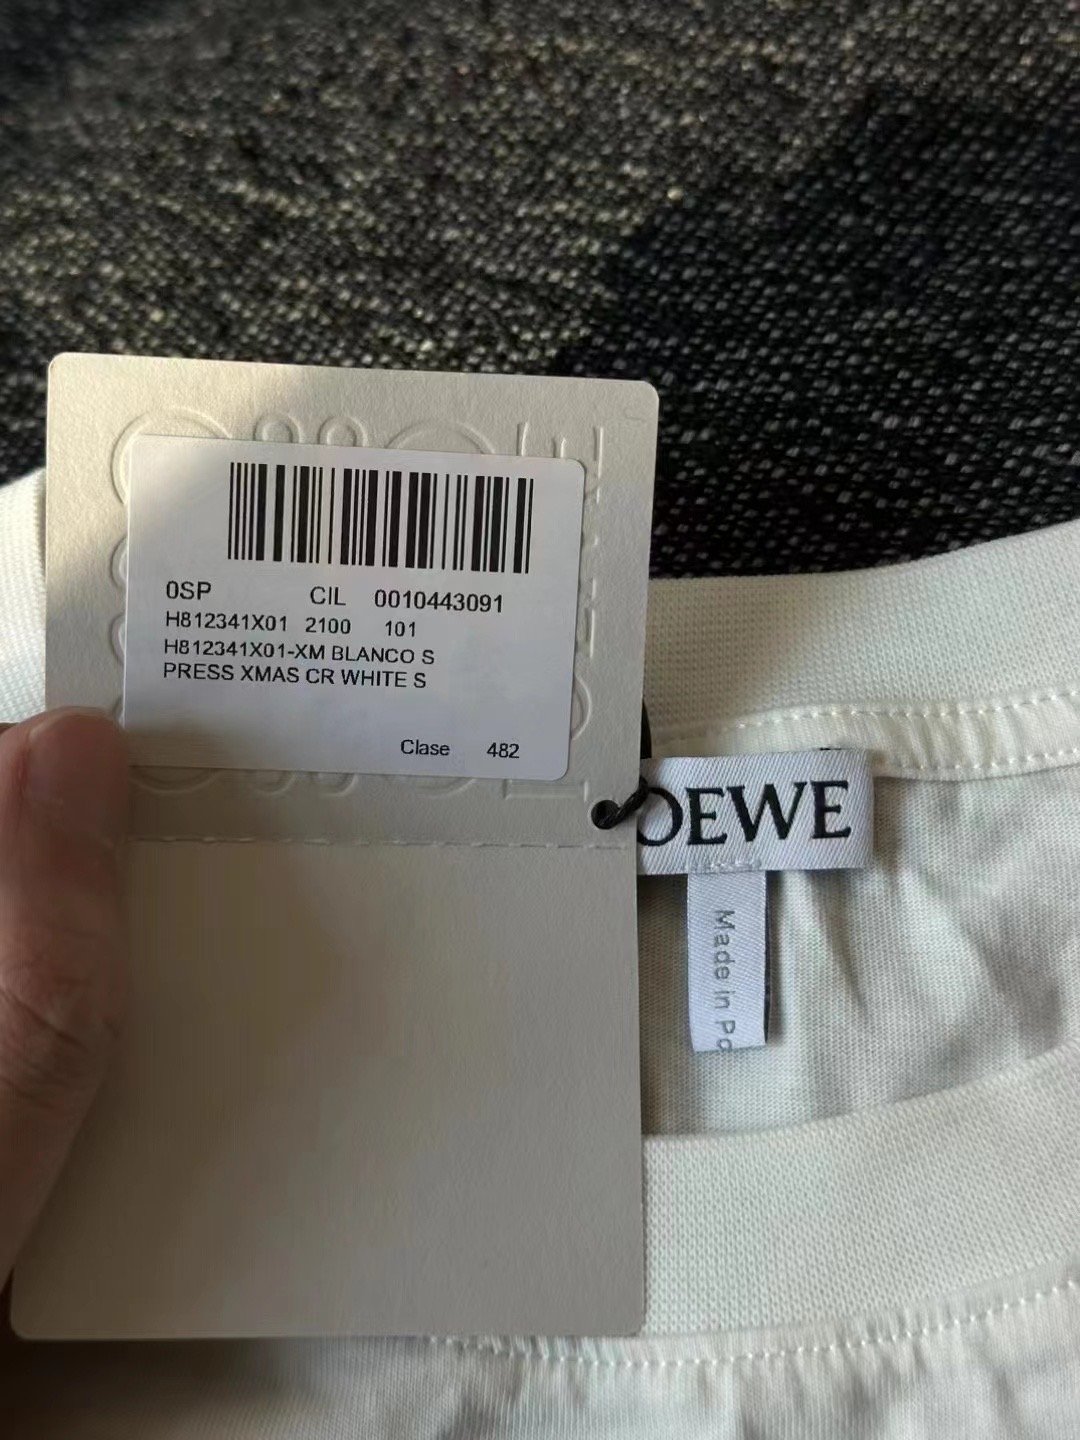 0SP CIL 0010443091
H812341X01 2100 101
H812341X01-XM BLANCO S
PRESS XMAS CR WHITE S
Clase 482
OEWE
Made in Po